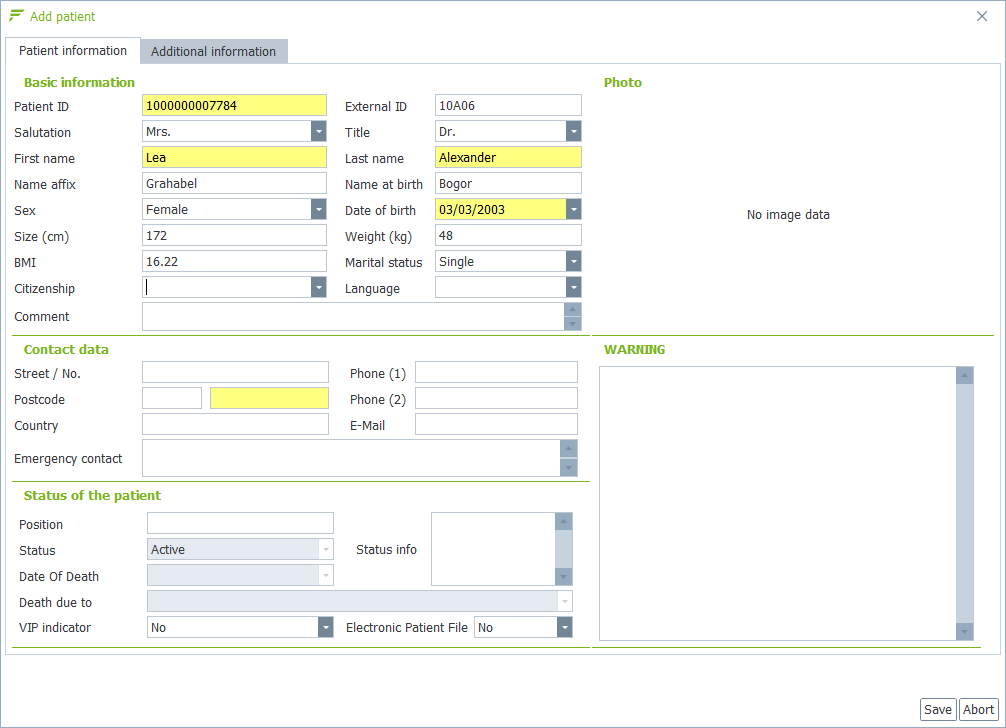 Add patient
Patient information Additional information
Basic information Photo
Patient ID 1000000007784 External ID 10A06
Salutation Mrs. Title Dr.
First name Lea Last name Alexander
Name affix Grahabel Name at birth Bogor
Sex Female Date of birth 03/03/2003
No image data
Size (cm) 172 Weight (kg) 48
BMI 16.22 Marital status Single
Citizenship Language
Comment
Contact data WARNING
Street / No. Phone (1)
Postcode Phone (2)
Country E-Mail
Emergency contact
Status of the patient
Position
Status Active Status info
Date Of Death
Death due to
VIP indicator No Electronic Patient File No
Save Abort